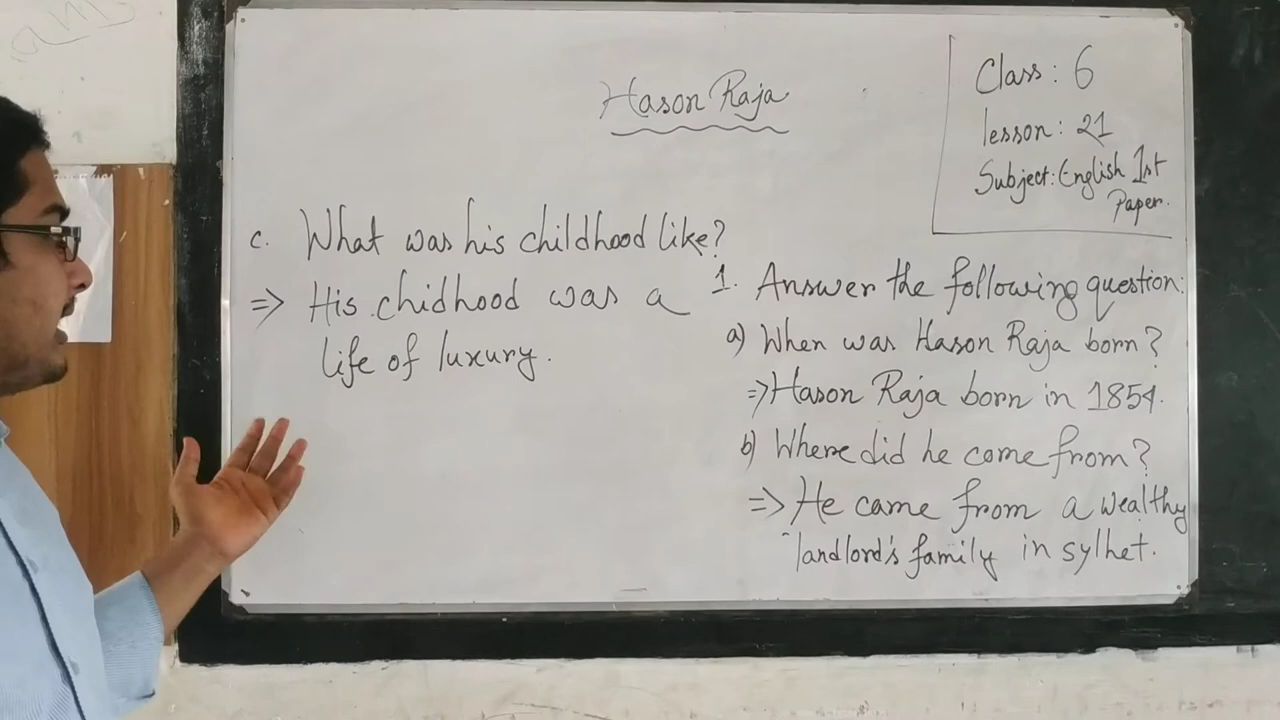 Hason Raja
Class: 6
lesson: 21
Subject: English 1st
Paper.
1. Answer the following question:
a) When was Hason Raja born?
=> Hason Raja born in 1854.
b) Where did he come from?
=> He came from a wealthy
landlord's family in sylhet.
c. What was his childhood like?
=> His chidhood was a
life of luxury.